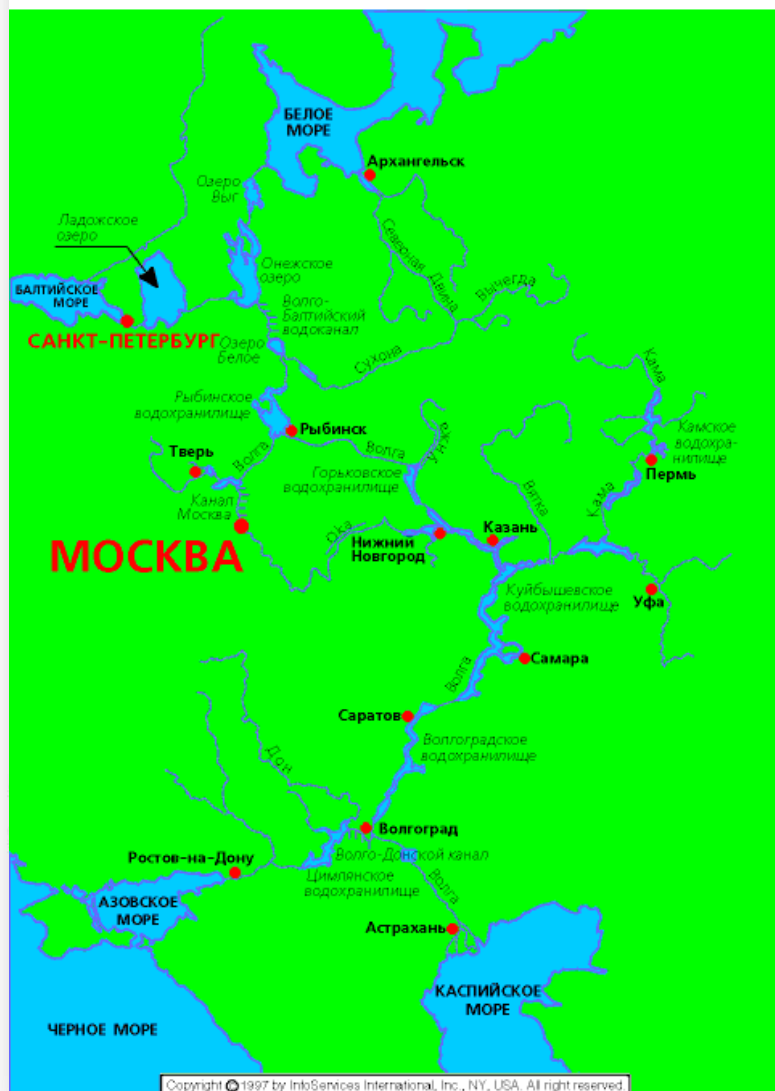 БЕЛОЕ
МОРЕ
Архангельск
Озеро
Выг
Ладожское
озеро
Северная Двина
Онежское
озеро
Вычегда
БАЛТИЙСКОЕ
МОРЕ
Волго-
Балтийский
водоканал
САНКТ-ПЕТЕРБУРГ
Озеро
Белое
Сухона
Кама
Рыбинское
водохранилище
Рыбинск
Унжа
Камское
водохра-
нилище
Тверь
Волга
Волга
Горьковское
водохранилище
Пермь
Канал
Москва
Вятка
Кама
Ока
Казань
МОСКВА
Нижний
Новгород
Куйбышевское
водохранилище
Уфа
Самара
Волга
Саратов
Волгоградское
водохранилище
Дон
Волгоград
Волго-Донской канал
Ростов-на-Дону
Цимлянское
водохранилище
Волга
АЗОВСКОЕ
МОРЕ
Астрахань
КАСПИЙСКОЕ
МОРЕ
ЧЕРНОЕ МОРЕ
Copyright © 1997 by InfoServices International, Inc., NY, USA. All right reserved.